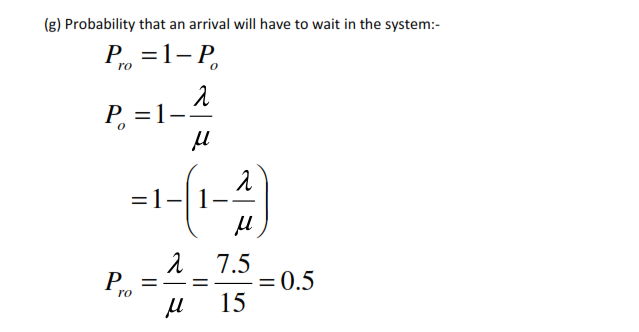 (g) Probability that an arrival will have to wait in the system:-
P_ro = 1 − P_o
P_o = 1 − λ/μ
= 1 − (1 − λ/μ)
P_ro = λ/μ = 7.5/15 = 0.5